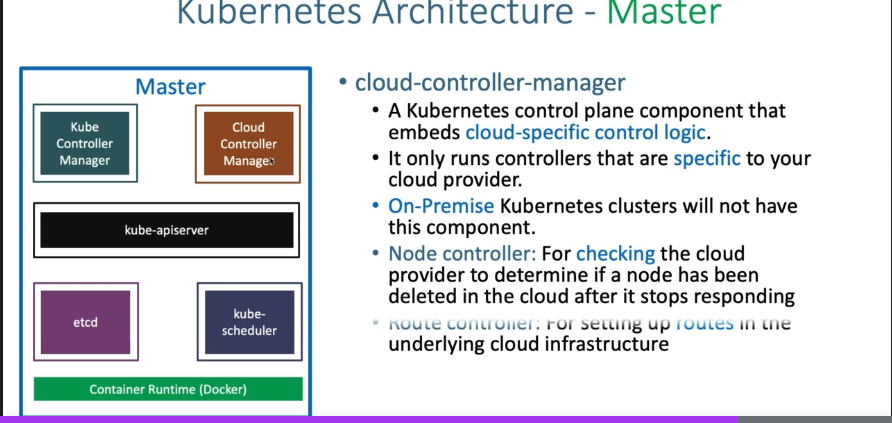 Kubernetes Architecture - Master
Master
Kube
Controller
Manager
Cloud
Controller
Manager
kube-apiserver
etcd
kube-
scheduler
Container Runtime (Docker)
• cloud-controller-manager
• A Kubernetes control plane component that
embeds cloud-specific control logic.
• It only runs controllers that are specific to your
cloud provider.
• On-Premise Kubernetes clusters will not have
this component.
• Node controller: For checking the cloud
provider to determine if a node has been
deleted in the cloud after it stops responding
• Route controller: For setting up routes in the
underlying cloud infrastructure